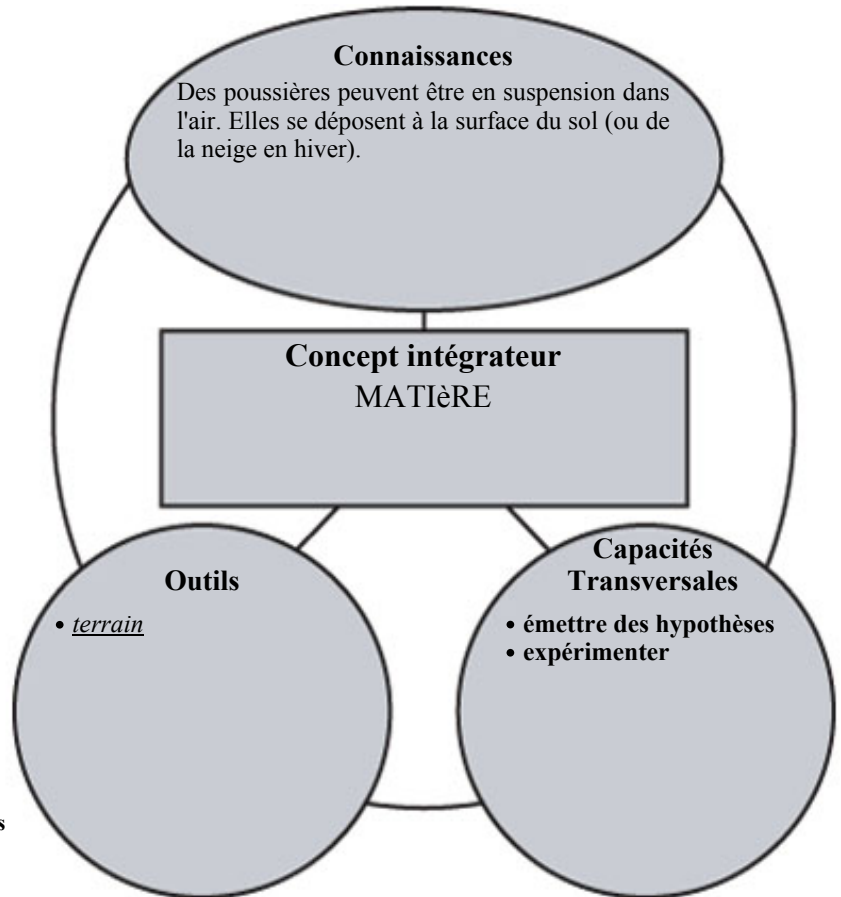 Connaissances
Des poussières peuvent être en suspension dans
l'air. Elles se déposent à la surface du sol (ou de
la neige en hiver).
Concept intégrateur
MATIèRE
Outils
• terrain
Capacités
Transversales
• émettre des hypothèses
• expérimenter
s